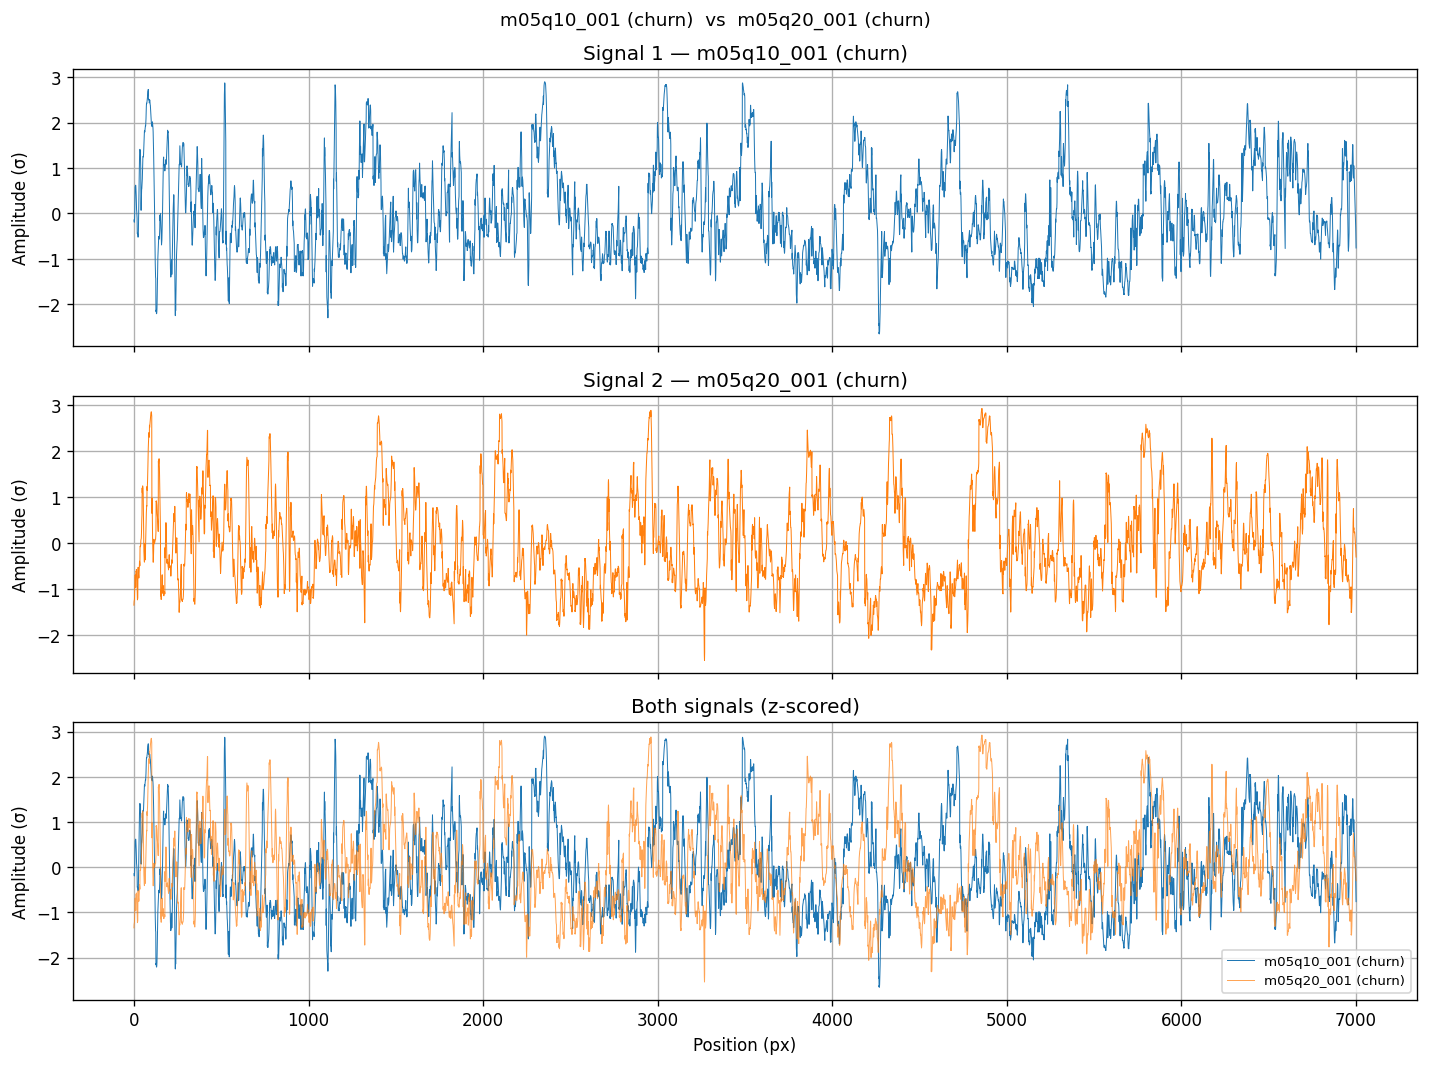 m05q10_001 (churn)  vs  m05q20_001 (churn)
Signal 1 — m05q10_001 (churn)
3
2
1
0
−1
−2
Amplitude (σ)
Signal 2 — m05q20_001 (churn)
3
2
1
0
−1
−2
Amplitude (σ)
Both signals (z-scored)
3
2
1
0
−1
−2
Amplitude (σ)
m05q10_001 (churn)
m05q20_001 (churn)
0 1000 2000 3000 4000 5000 6000 7000
Position (px)